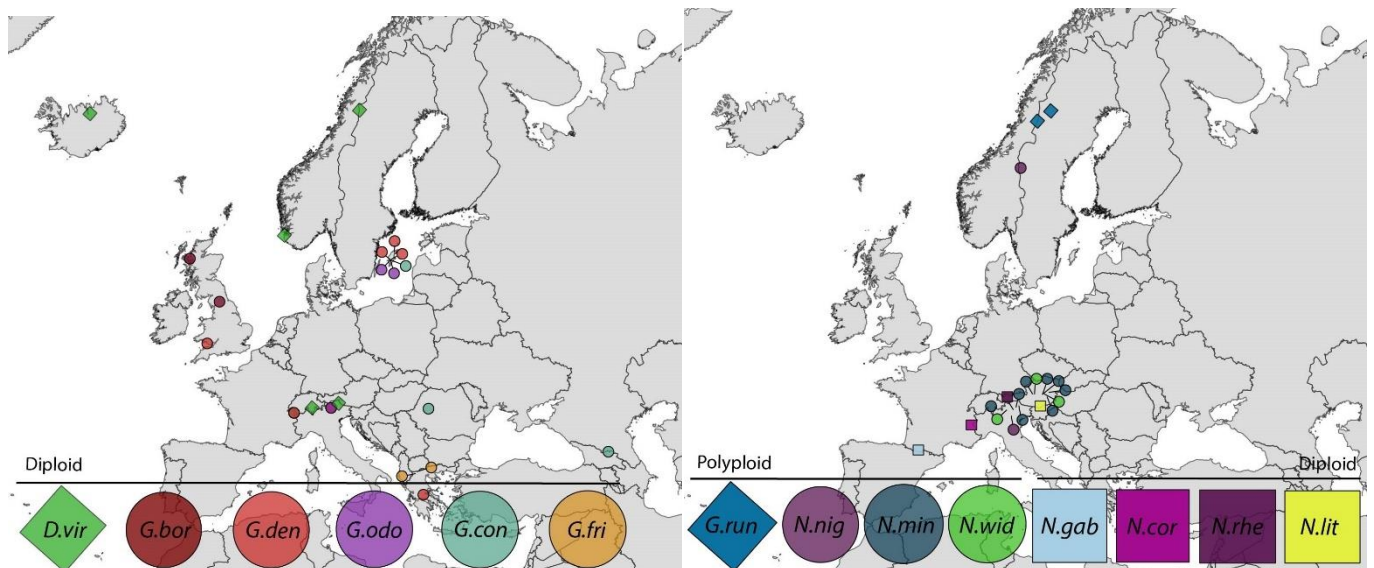 Diploid
D.vir G.bor G.den G.odo G.con G.fri
Polyploid Diploid
G.run N.nig N.min N.wid N.gab N.cor N.rhe N.lit